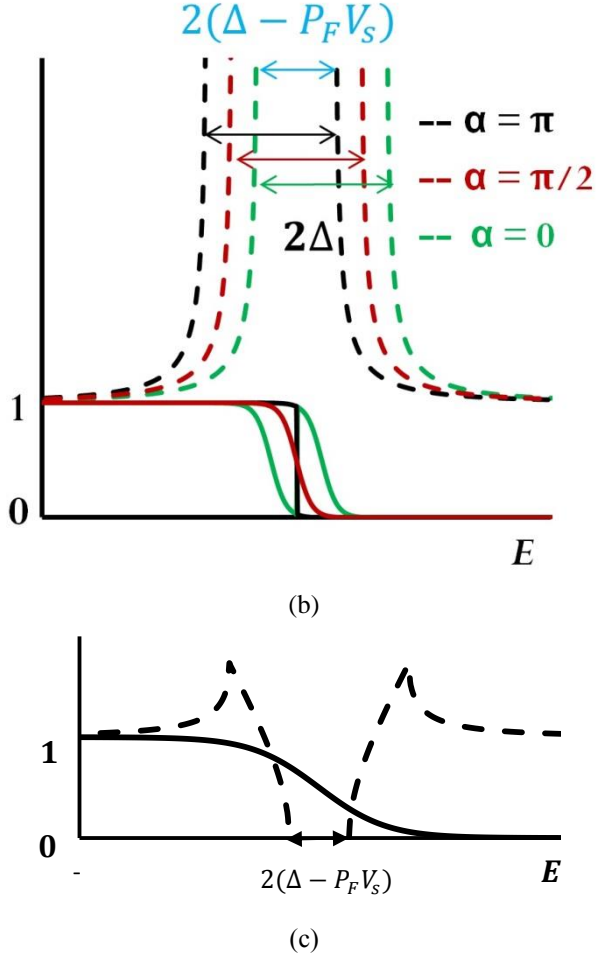 2(Δ − P_F V_s)
-- α = π
-- α = π/2
2Δ
-- α = 0
1
0
E
(b)
1
0
-
2(Δ − P_F V_s)
E
(c)